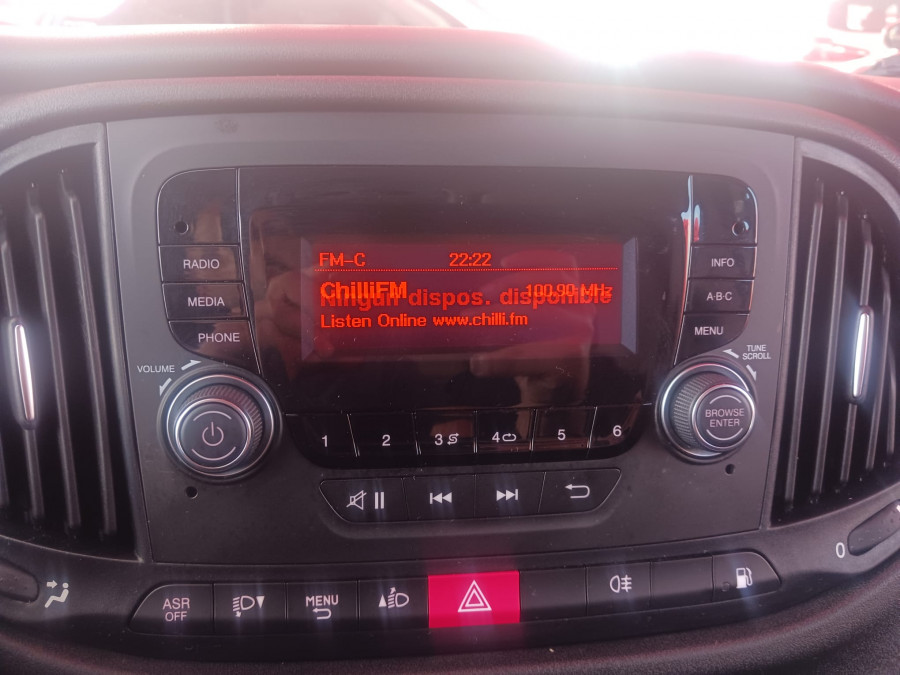 FM-C 22:22
RADIO
INFO
ChilliFM 100.90 MHz
Ningún dispos. disponible
MEDIA
A·B·C
Listen Online www.chilli.fm
PHONE
MENU
VOLUME
TUNE
SCROLL
BROWSE
ENTER
1 2 3 4 5 6
0
ASR
OFF
MENU